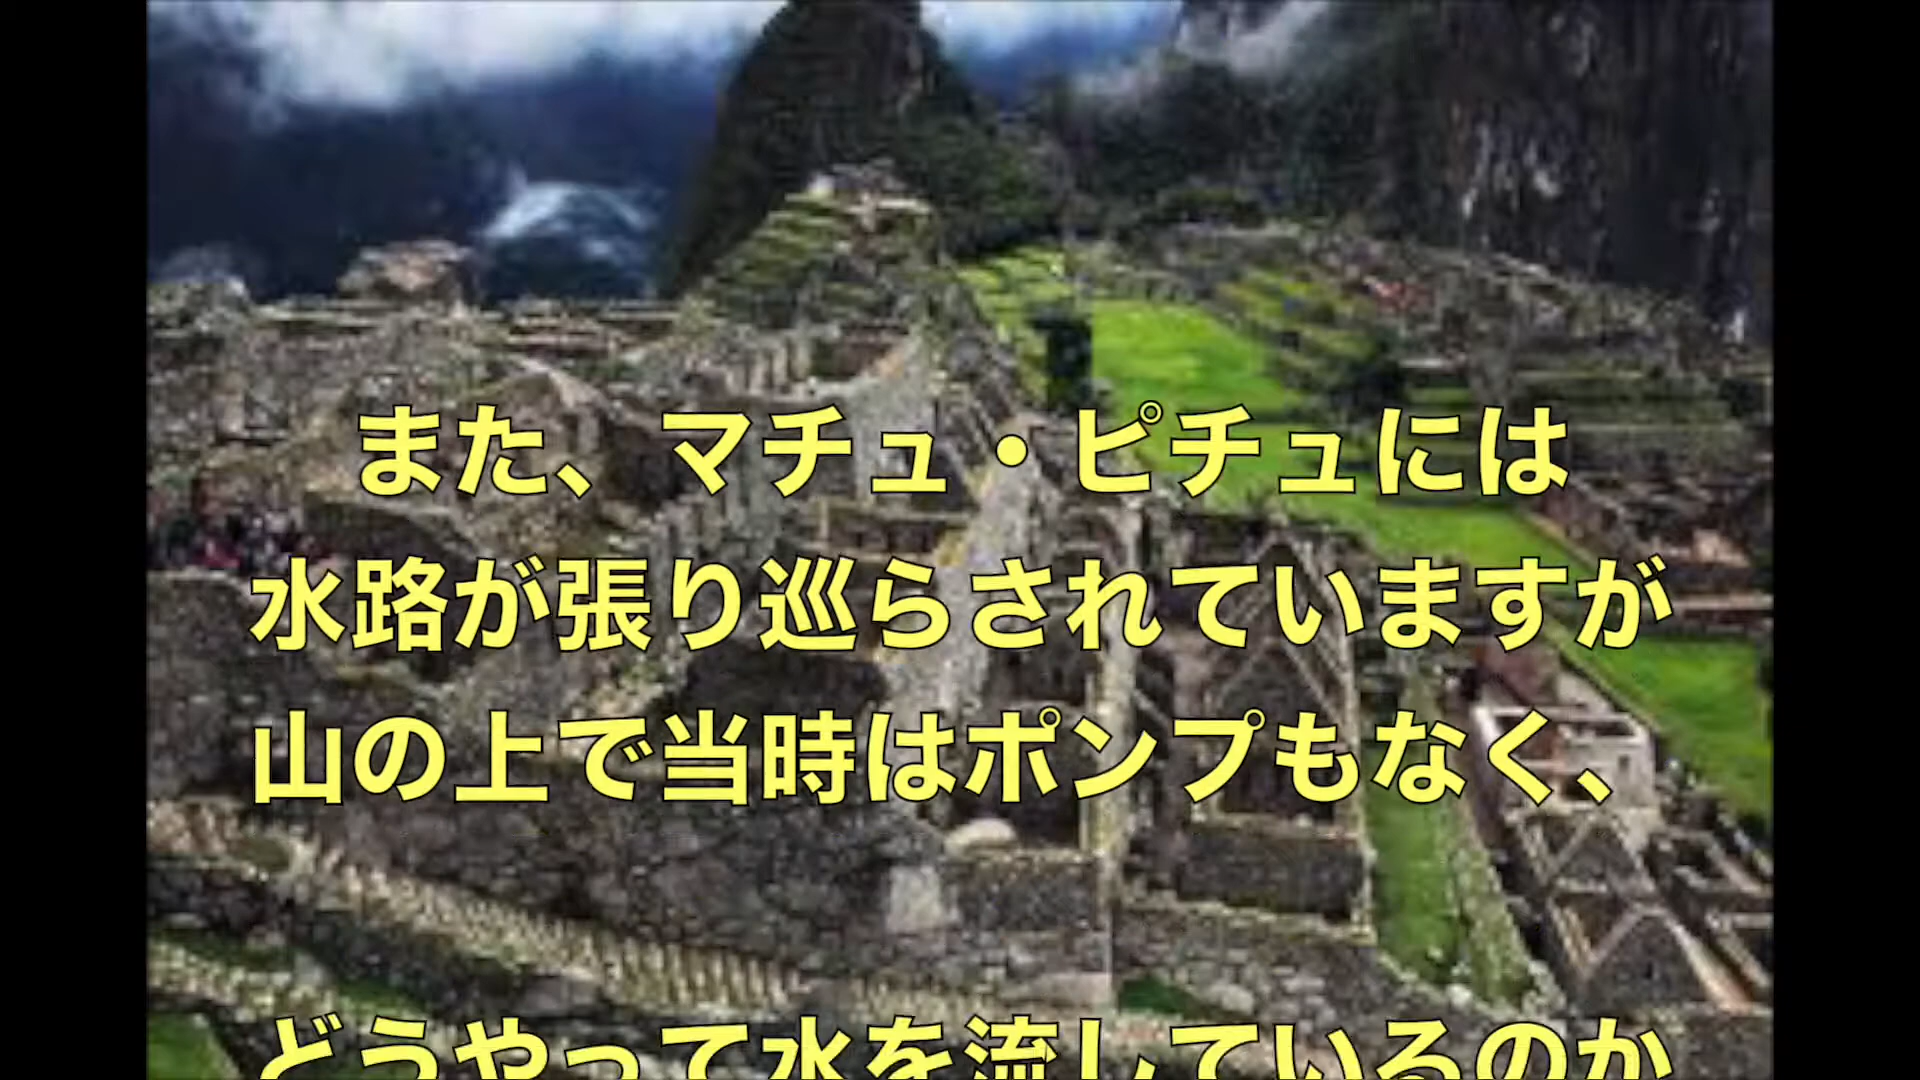 また、マチュ・ピチュには
水路が張り巡らされていますが
山の上で当時はポンプもなく、
どうやって水を流しているのか